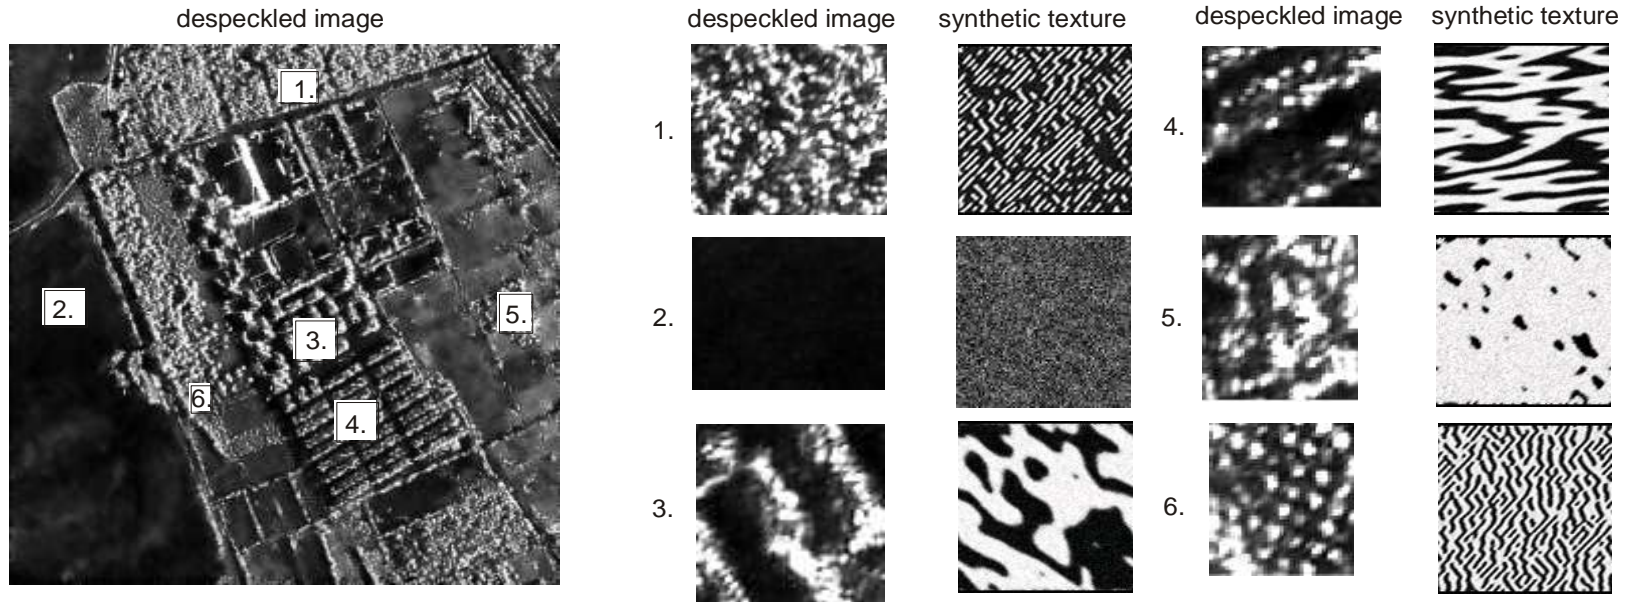 despeckled image
despeckled image
synthetic texture
despeckled image
synthetic texture
1.
2.
3.
4.
5.
6.
1.
2.
3.
4.
5.
6.